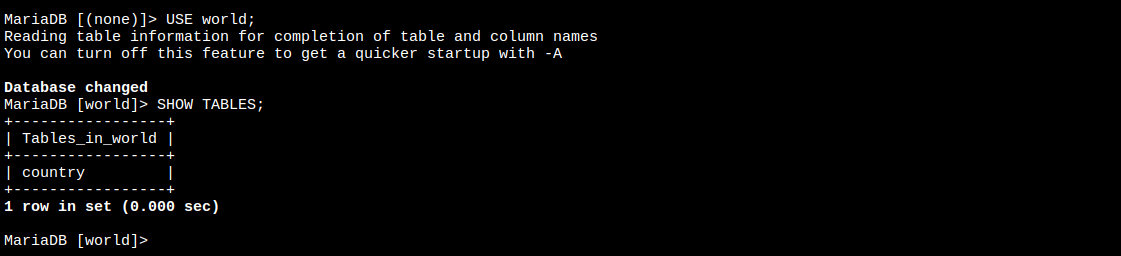 MariaDB [(none)]> USE world;
Reading table information for completion of table and column names
You can turn off this feature to get a quicker startup with -A
Database changed
MariaDB [world]> SHOW TABLES;
+-----------------+
| Tables_in_world |
+-----------------+
| country         |
+-----------------+
1 row in set (0.000 sec)
MariaDB [world]>